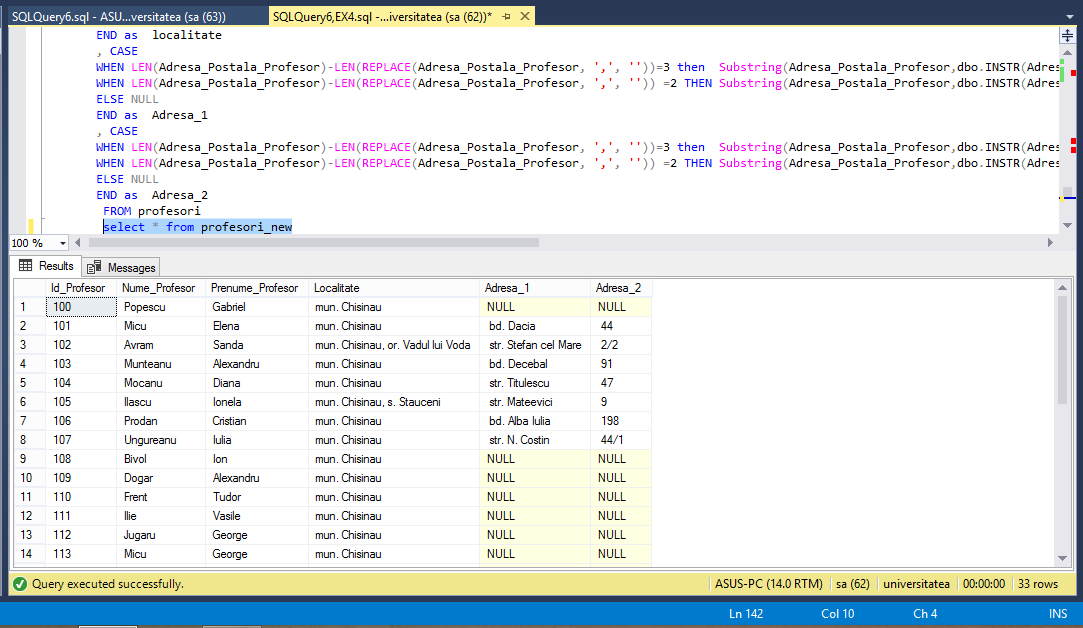 SQLQuery6.sql - ASU...versitatea (sa (63)) SQLQuery6,EX4.sql -...iversitatea (sa (62))*
END as localitate
, CASE
WHEN LEN(Adresa_Postala_Profesor)-LEN(REPLACE(Adresa_Postala_Profesor, ',', ''))=3 then Substring(Adresa_Postala_Profesor,dbo.INSTR(Adres
WHEN LEN(Adresa_Postala_Profesor)-LEN(REPLACE(Adresa_Postala_Profesor, ',', '')) =2 THEN Substring(Adresa_Postala_Profesor,dbo.INSTR(Adre
ELSE NULL
END as Adresa_1
, CASE
WHEN LEN(Adresa_Postala_Profesor)-LEN(REPLACE(Adresa_Postala_Profesor, ',', ''))=3 then Substring(Adresa_Postala_Profesor,dbo.INSTR(Adres
WHEN LEN(Adresa_Postala_Profesor)-LEN(REPLACE(Adresa_Postala_Profesor, ',', '')) =2 THEN Substring(Adresa_Postala_Profesor,dbo.INSTR(Adre
ELSE NULL
END as Adresa_2
FROM profesori
select * from profesori_new
100 %
Results Messages
Id_Profesor Nume_Profesor Prenume_Profesor Localitate Adresa_1 Adresa_2
1 100 Popescu Gabriel mun. Chisinau NULL NULL
2 101 Micu Elena mun. Chisinau bd. Dacia 44
3 102 Avram Sanda mun. Chisinau, or. Vadul lui Voda str. Stefan cel Mare 2/2
4 103 Munteanu Alexandru mun. Chisinau bd. Decebal 91
5 104 Mocanu Diana mun. Chisinau str. Titulescu 47
6 105 Ilascu Ionela mun. Chisinau, s. Stauceni str. Mateevici 9
7 106 Prodan Cristian mun. Chisinau bd. Alba Iulia 198
8 107 Ungureanu Iulia mun. Chisinau str. N. Costin 44/1
9 108 Bivol Ion mun. Chisinau NULL NULL
10 109 Dogar Alexandru mun. Chisinau NULL NULL
11 110 Frent Tudor mun. Chisinau NULL NULL
12 111 Ilie Vasile mun. Chisinau NULL NULL
13 112 Jugaru George mun. Chisinau NULL NULL
14 113 Micu George mun. Chisinau NULL NULL
Query executed successfully. ASUS-PC (14.0 RTM) sa (62) universitatea 00:00:00 33 rows
Ln 142 Col 10 Ch 4 INS